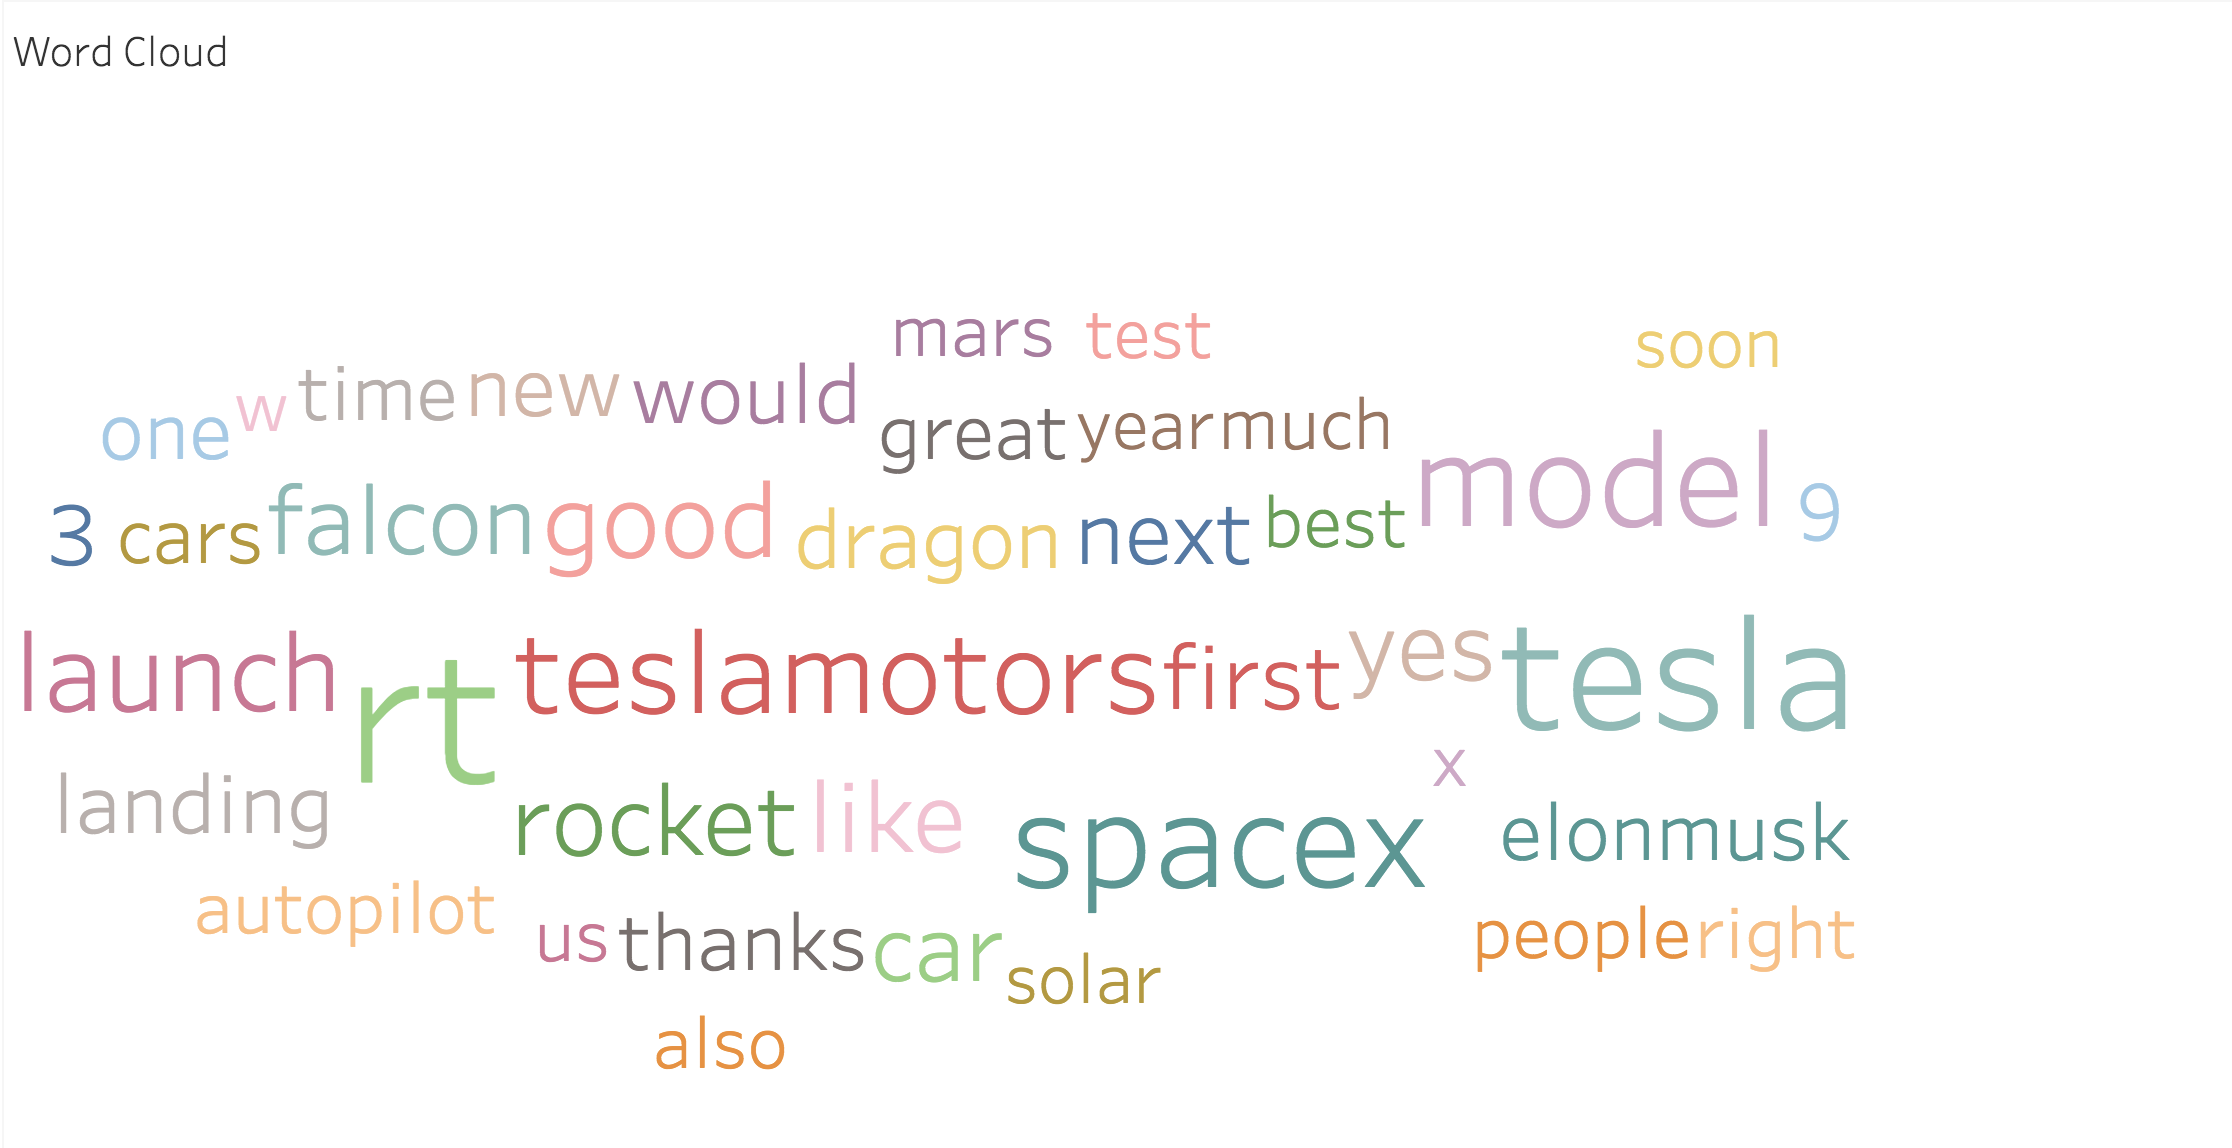 Word Cloud
mars test soon
one w time new would great year much model 9
3 cars falcon good dragon next best
launch rt teslamotors first yes tesla
x
landing rocket like spacex elonmusk
autopilot us thanks car solar people right
also